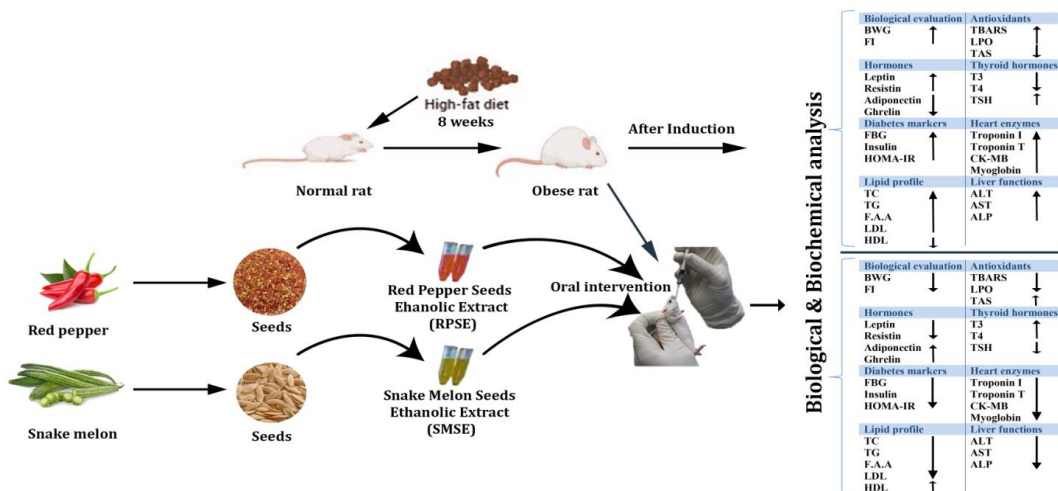 High-fat diet
8 weeks
After Induction
Normal rat
Obese rat
Oral intervention
Red pepper
Seeds
Red Pepper Seeds
Ehanolic Extract
(RPSE)
Snake melon
Seeds
Snake Melon Seeds
Ethanolic Extract
(SMSE)
Biological & Biochemical analysis
Biological evaluation
BWG
FI
Antioxidants
TBARS
LPO
TAS
Hormones
Leptin
Resistin
Adiponectin
Ghrelin
Thyroid hormones
T3
T4
TSH
Diabetes markers
FBG
Insulin
HOMA-IR
Heart enzymes
Troponin I
Troponin T
CK-MB
Myoglobin
Lipid profile
TC
TG
F.A.A
LDL
HDL
Liver functions
ALT
AST
ALP
Biological evaluation
BWG
FI
Antioxidants
TBARS
LPO
TAS
Hormones
Leptin
Resistin
Adiponectin
Ghrelin
Thyroid hormones
T3
T4
TSH
Diabetes markers
FBG
Insulin
HOMA-IR
Heart enzymes
Troponin I
Troponin T
CK-MB
Myoglobin
Lipid profile
TC
TG
F.A.A
LDL
HDL
Liver functions
ALT
AST
ALP